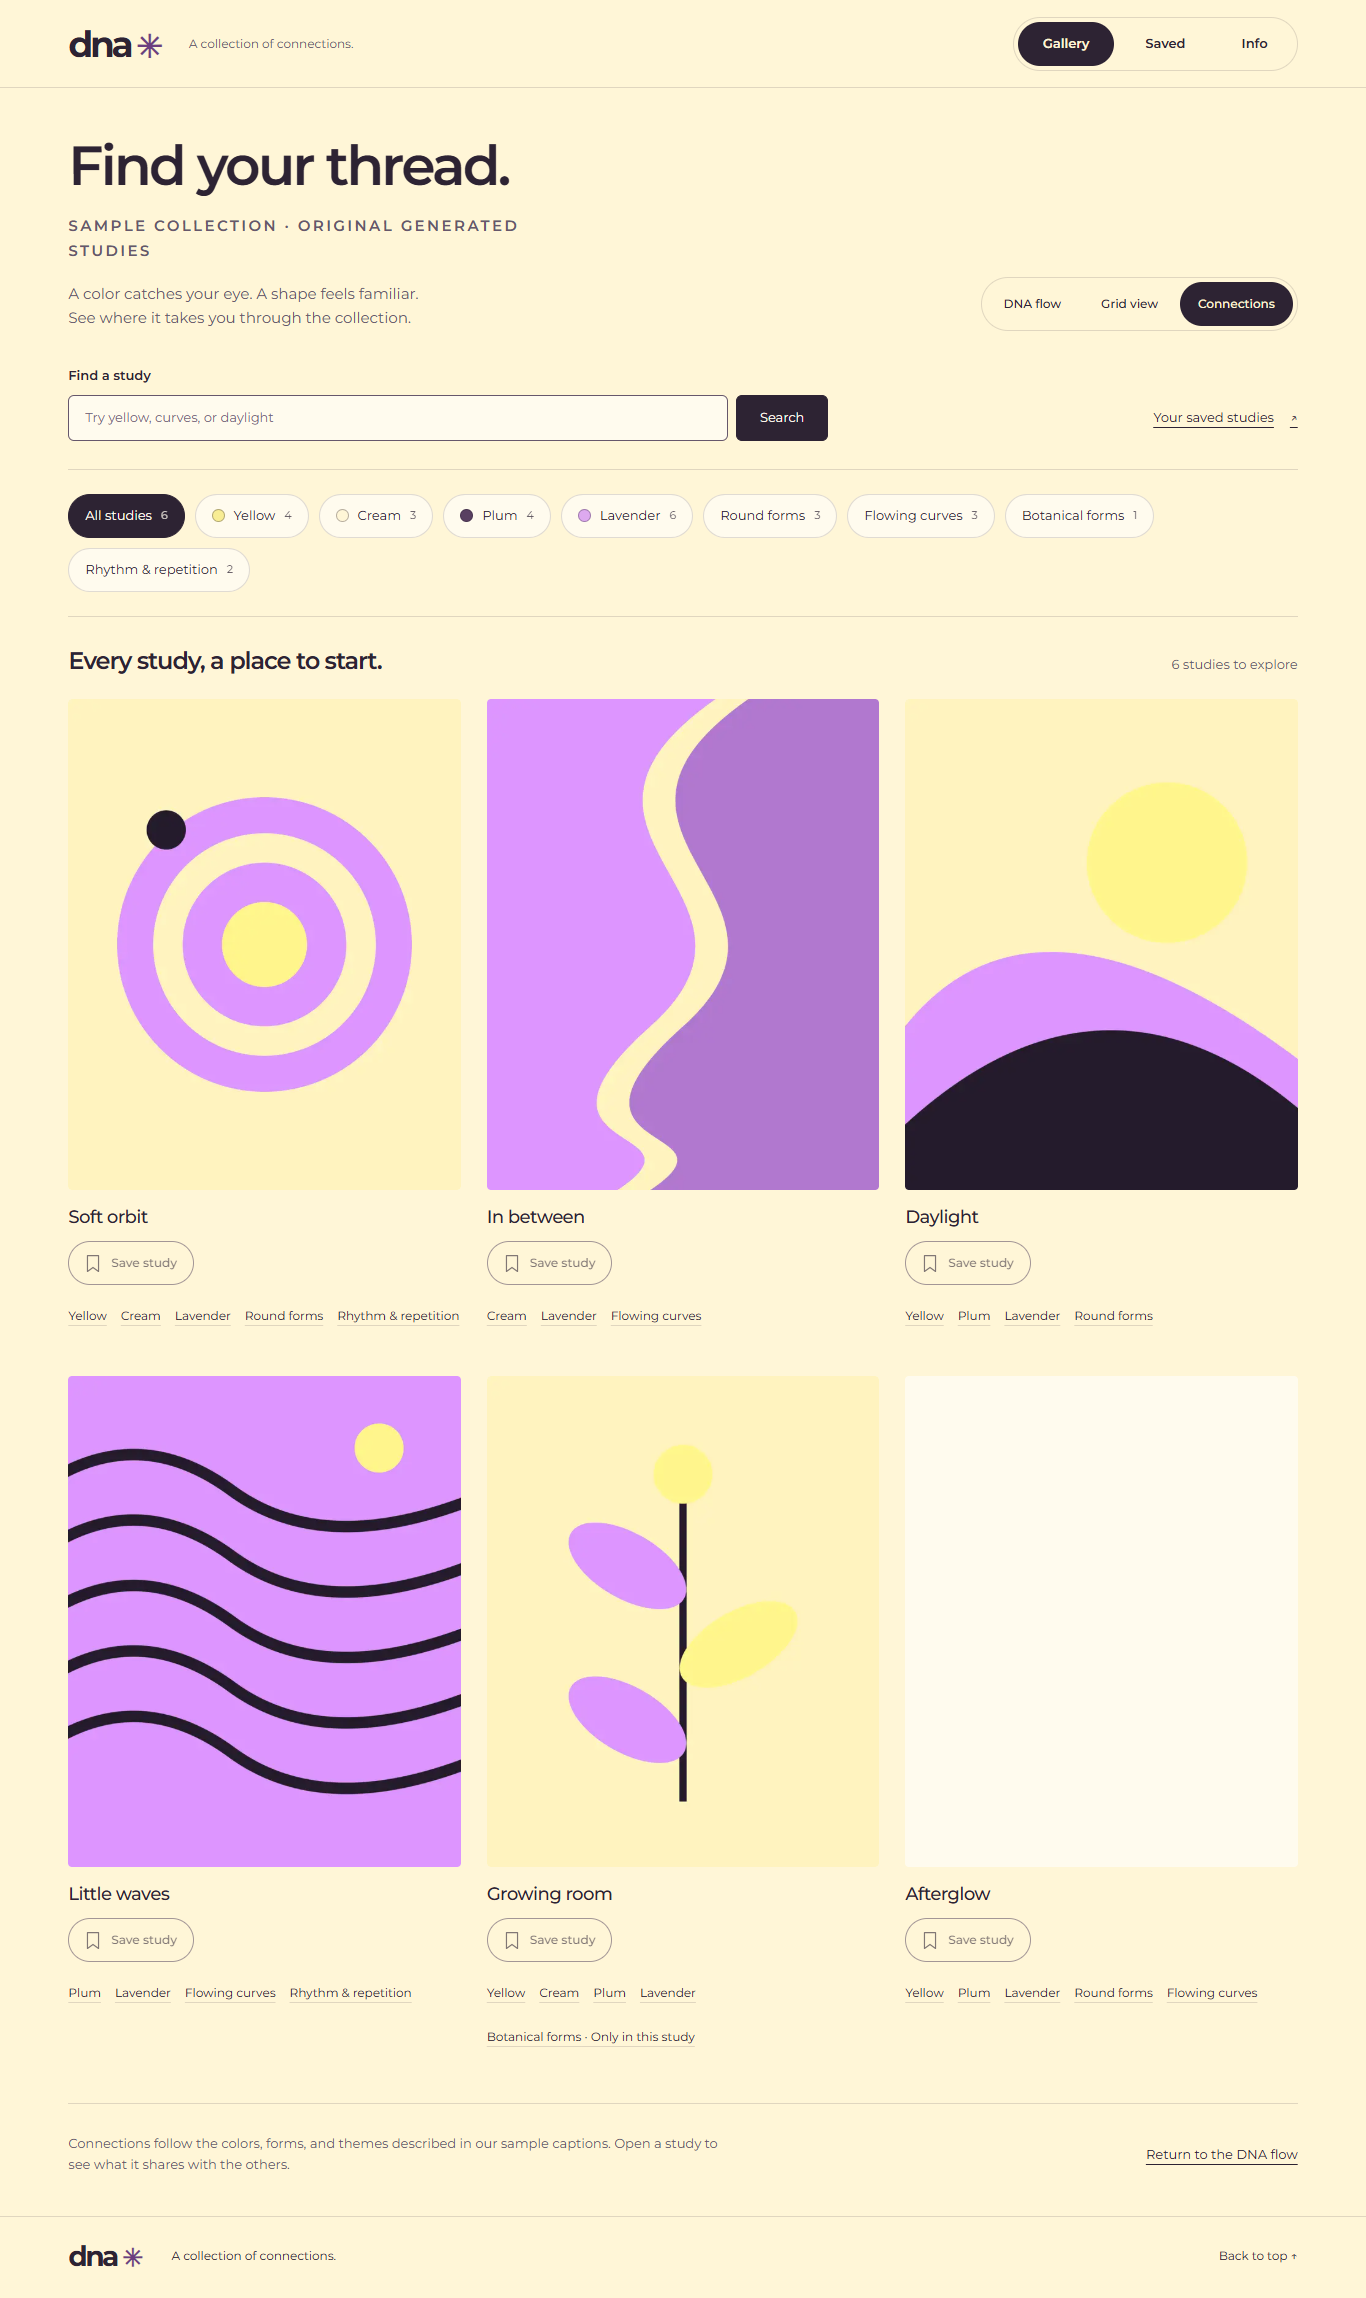 dna
A collection of connections.
Gallery Saved Info
Find your thread.
SAMPLE COLLECTION · ORIGINAL GENERATED
STUDIES
A color catches your eye. A shape feels familiar.
See where it takes you through the collection.
DNA flow Grid view Connections
Find a study
Try yellow, curves, or daylight
Search
Your saved studies ↗
All studies 6 Yellow 4 Cream 3 Plum 4 Lavender 6 Round forms 3 Flowing curves 3 Botanical forms 1
Rhythm & repetition 2
Every study, a place to start.
6 studies to explore
Soft orbit
Save study
Yellow Cream Lavender Round forms Rhythm & repetition
In between
Save study
Cream Lavender Flowing curves
Daylight
Save study
Yellow Plum Lavender Round forms
Little waves
Save study
Plum Lavender Flowing curves Rhythm & repetition
Growing room
Save study
Yellow Cream Plum Lavender
Botanical forms · Only in this study
Afterglow
Save study
Yellow Plum Lavender Round forms Flowing curves
Connections follow the colors, forms, and themes described in our sample captions. Open a study to
see what it shares with the others.
Return to the DNA flow
dna
A collection of connections.
Back to top ↑